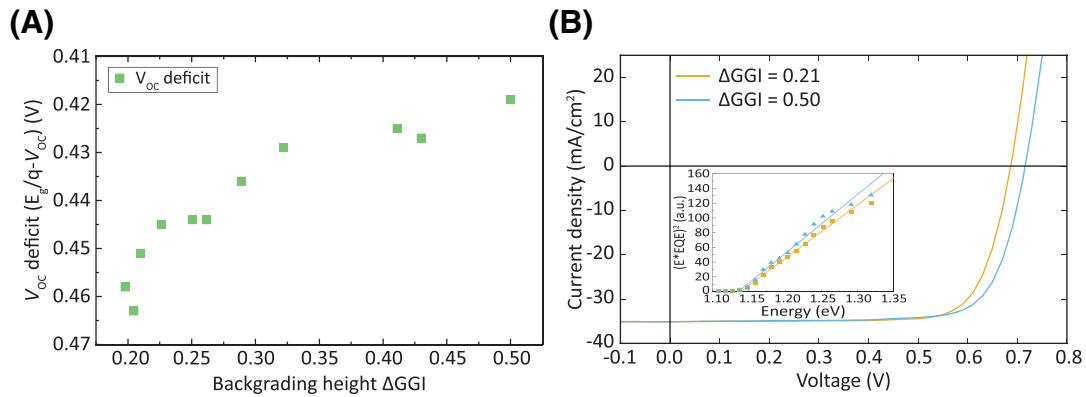 (A)
(B)
0.41
0.42
0.43
0.44
0.45
0.46
0.47
V_OC deficit (E_g/q-V_OC) (V)
V_OC deficit
0.20 0.25 0.30 0.35 0.40 0.45 0.50
Backgrading height ΔGGI
20
10
0
-10
-20
-30
-40
Current density (mA/cm²)
ΔGGI = 0.21
ΔGGI = 0.50
160
140
120
100
80
60
40
20
0
(E*EQE)² (a.u.)
1.10 1.15 1.20 1.25 1.30 1.35
Energy (eV)
-0.1 0.0 0.1 0.2 0.3 0.4 0.5 0.6 0.7 0.8
Voltage (V)